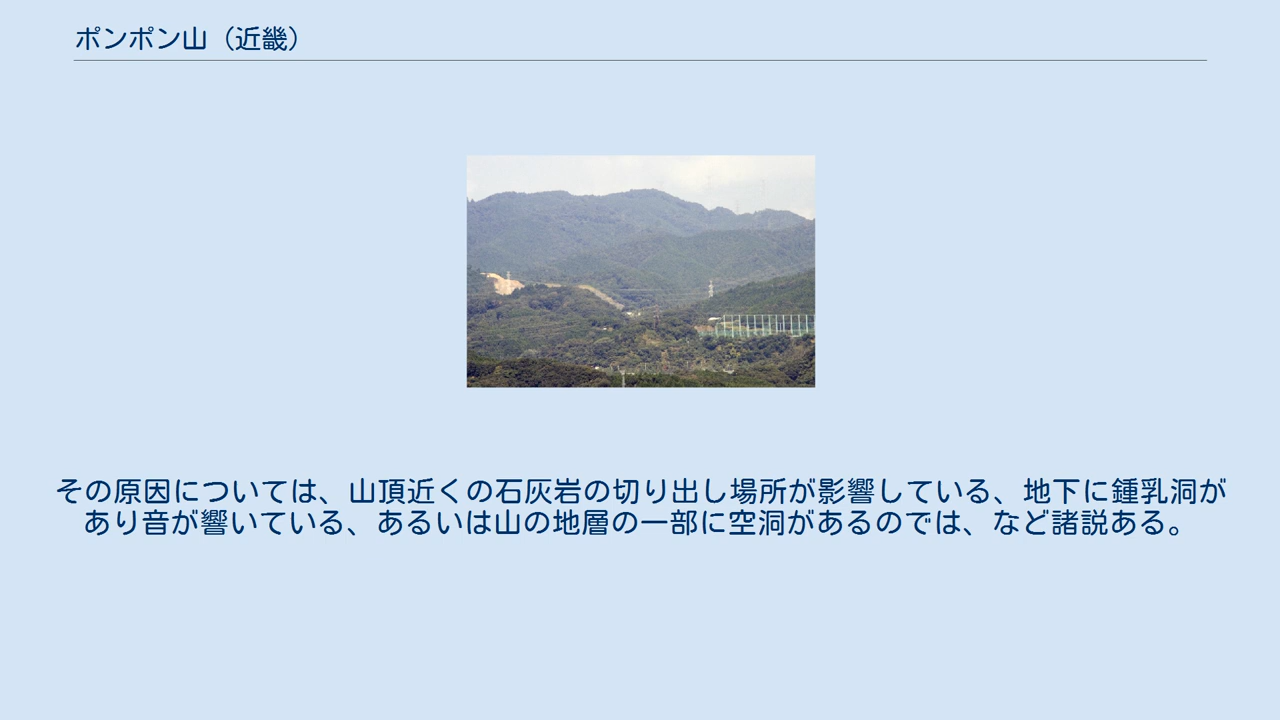 ポンポン山（近畿）
その原因については、山頂近くの石灰岩の切り出し場所が影響している、地下に鍾乳洞が
あり音が響いている、あるいは山の地層の一部に空洞があるのでは、など諸説ある。